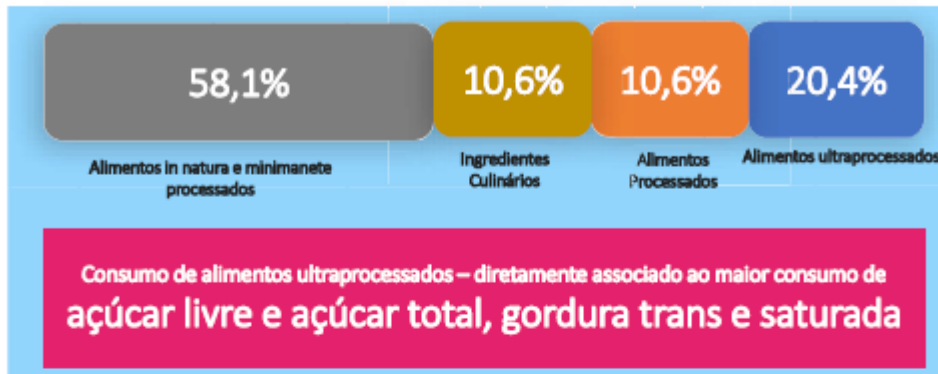 58,1%
10,6%
10,6%
20,4%
Alimentos in natura e minimanete
processados
Ingredientes
Culinários
Alimentos
Processados
Alimentos ultraprocessados
Consumo de alimentos ultraprocessados – diretamente associado ao maior consumo de
açúcar livre e açúcar total, gordura trans e saturada